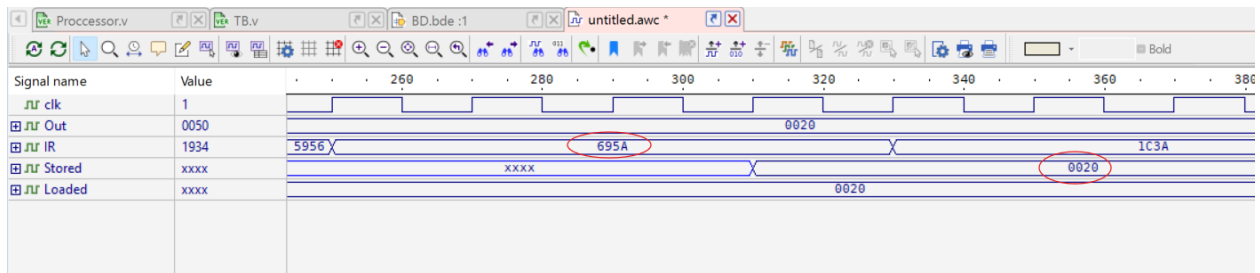 Proccessor.v TB.v BD.bde :1 untitled.awc *
Bold
Signal name Value 260 280 300 320 340 360 380
clk 1
Out 0050 0020
IR 1934 5956 695A 1C3A
Stored xxxx xxxx 0020
Loaded xxxx 0020